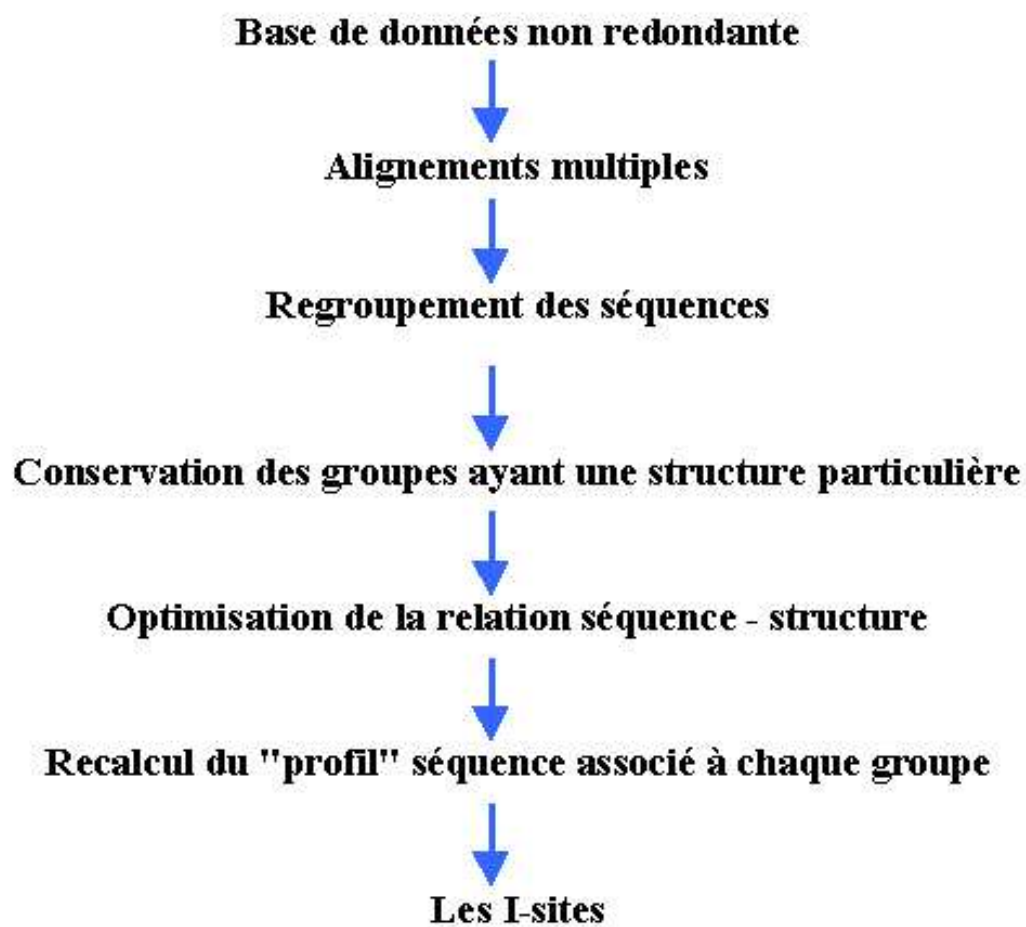 Base de données non redondante
Alignements multiples
Regroupement des séquences
Conservation des groupes ayant une structure particulière
Optimisation de la relation séquence - structure
Recalcul du "profil" séquence associé à chaque groupe
Les I-sites